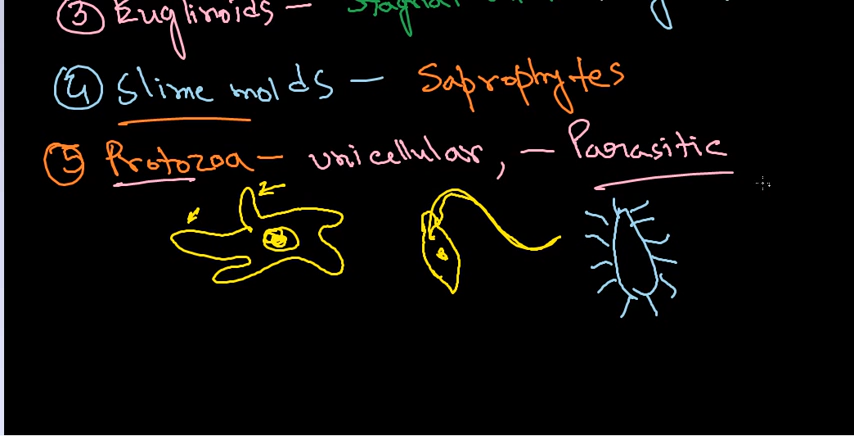 ③ Euglinoids –
④ Slime molds – Saprophytes
⑤ Protozoa – unicellular, – Parasitic